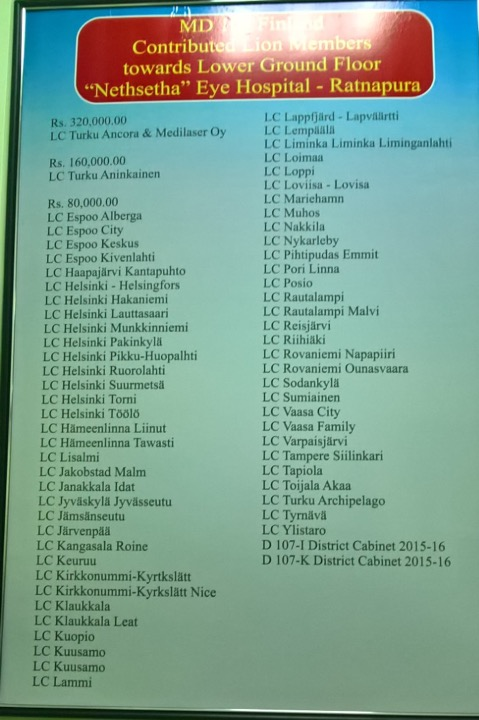 MD Finland
Contributed Lion Members
towards Lower Ground Floor
“Nethsetha” Eye Hospital - Ratnapura
Rs. 320,000.00
LC Turku Ancora & Medilaser Oy
Rs. 160,000.00
LC Turku Aninkainen
Rs. 80,000.00
LC Espoo Alberga
LC Espoo City
LC Espoo Keskus
LC Espoo Kivenlahti
LC Haapajärvi Kantapuhto
LC Helsinki - Helsingfors
LC Helsinki Hakaniemi
LC Helsinki Lauttasaari
LC Helsinki Munkkinniemi
LC Helsinki Pakinkylä
LC Helsinki Pikku-Huopalhti
LC Helsinki Ruorolahti
LC Helsinki Suurmetsä
LC Helsinki Torni
LC Helsinki Töölö
LC Hämeenlinna Liinut
LC Hämeenlinna Tawasti
LC Lisalmi
LC Jakobstad Malm
LC Janakkala Idat
LC Jyväskylä Jyvässeutu
LC Jämsänseutu
LC Järvenpää
LC Kangasala Roine
LC Keuruu
LC Kirkkonummi-Kyrtkslätt
LC Kirkkonummi-Kyrkslätt Nice
LC Klaukkala
LC Klaukkala Leat
LC Kuopio
LC Kuusamo
LC Kuusamo
LC Lammi
LC Lappfjärd - Lapväärtti
LC Lempäälä
LC Liminka Liminka Liminganlahti
LC Loimaa
LC Loppi
LC Loviisa - Lovisa
LC Mariehamn
LC Muhos
LC Nakkila
LC Nykarleby
LC Pihtipudas Emmit
LC Pori Linna
LC Posio
LC Rautalampi
LC Rautalampi Malvi
LC Reisjärvi
LC Riihiäki
LC Rovaniemi Napapiiri
LC Rovaniemi Ounasvaara
LC Sodankylä
LC Sumiainen
LC Vaasa City
LC Vaasa Family
LC Varpaisjärvi
LC Tampere Siilinkari
LC Tapiola
LC Toijala Akaa
LC Turku Archipelago
LC Tyrnävä
LC Ylistaro
D 107-I District Cabinet 2015-16
D 107-K District Cabinet 2015-16